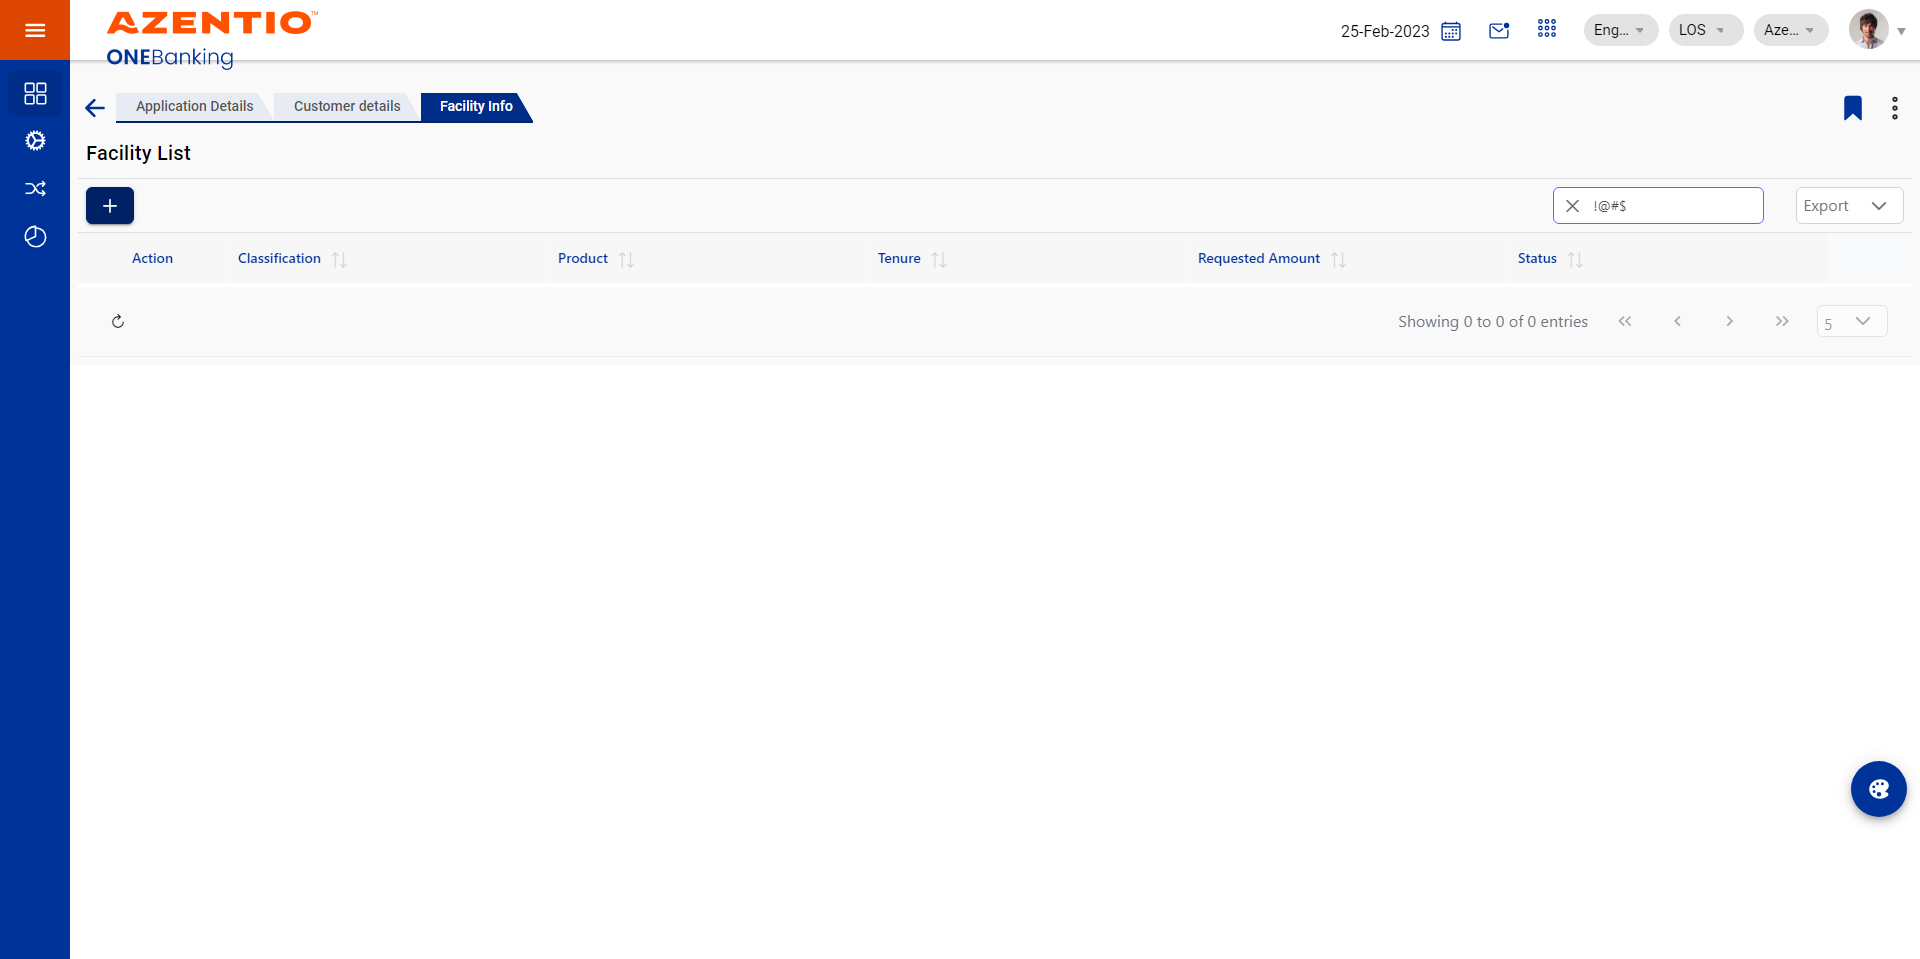 AZENTIO™
ONEBanking
25-Feb-2023
Eng...
LOS
Aze...
Application Details
Customer details
Facility Info
Facility List
+
!@#$
Export
Action
Classification
Product
Tenure
Requested Amount
Status
Showing 0 to 0 of 0 entries
5